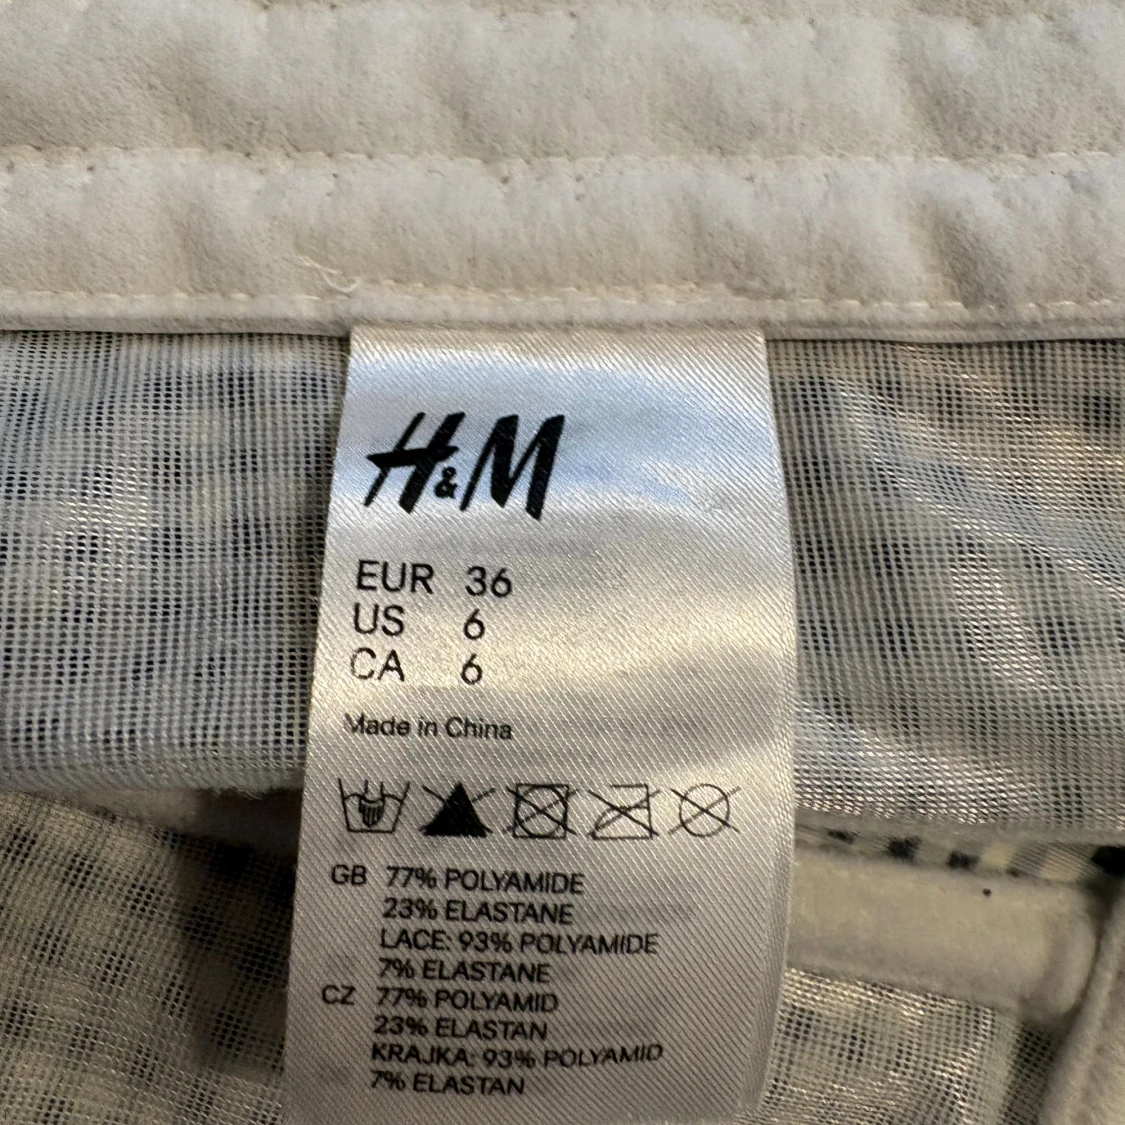 H&M
EUR 36
US 6
CA 6
Made in China
GB 77% POLYAMIDE
23% ELASTANE
LACE: 93% POLYAMIDE
7% ELASTANE
CZ 77% POLYAMID
23% ELASTAN
KRAJKA: 93% POLYAMID
7% ELASTAN